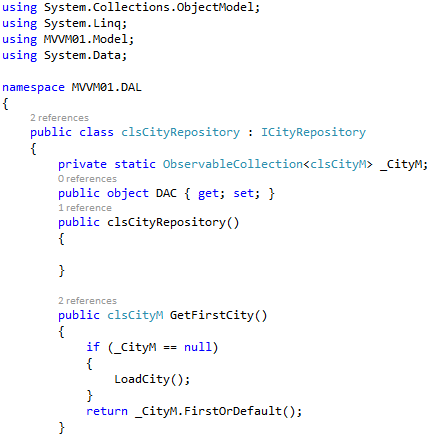 using System.Collections.ObjectModel;
using System.Linq;
using MVVM01.Model;
using System.Data;
namespace MVVM01.DAL
{
2 references
public class clsCityRepository : ICityRepository
{
private static ObservableCollection<clsCityM> _CityM;
0 references
public object DAC { get; set; }
1 reference
public clsCityRepository()
{
}
2 references
public clsCityM GetFirstCity()
{
if (_CityM == null)
{
LoadCity();
}
return _CityM.FirstOrDefault();
}